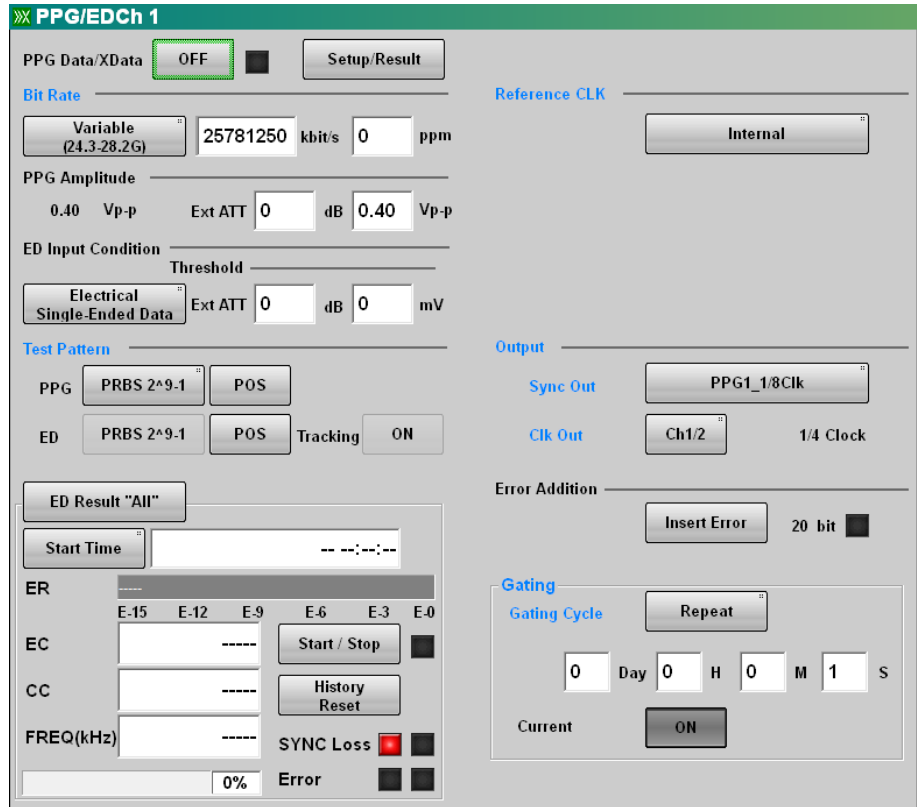 PPG/EDCh 1
PPG Data/XData OFF Setup/Result
Bit Rate
Variable
(24.3-28.2G)
25781250 kbit/s 0 ppm
Reference CLK
Internal
PPG Amplitude
0.40 Vp-p Ext ATT 0 dB 0.40 Vp-p
ED Input Condition
Threshold
Electrical
Single-Ended Data
Ext ATT 0 dB 0 mV
Test Pattern
PPG PRBS 2^9-1 POS
ED PRBS 2^9-1 POS Tracking ON
Output
Sync Out PPG1_1/8Clk
Clk Out Ch1/2 1/4 Clock
ED Result "All"
Start Time -- --:--:--
ER -----
E-15 E-12 E-9 E-6 E-3 E-0
EC ----- Start / Stop
CC ----- History
Reset
FREQ(kHz) ----- SYNC Loss
0% Error
Error Addition
Insert Error 20 bit
Gating
Gating Cycle Repeat
0 Day 0 H 0 M 1 S
Current ON